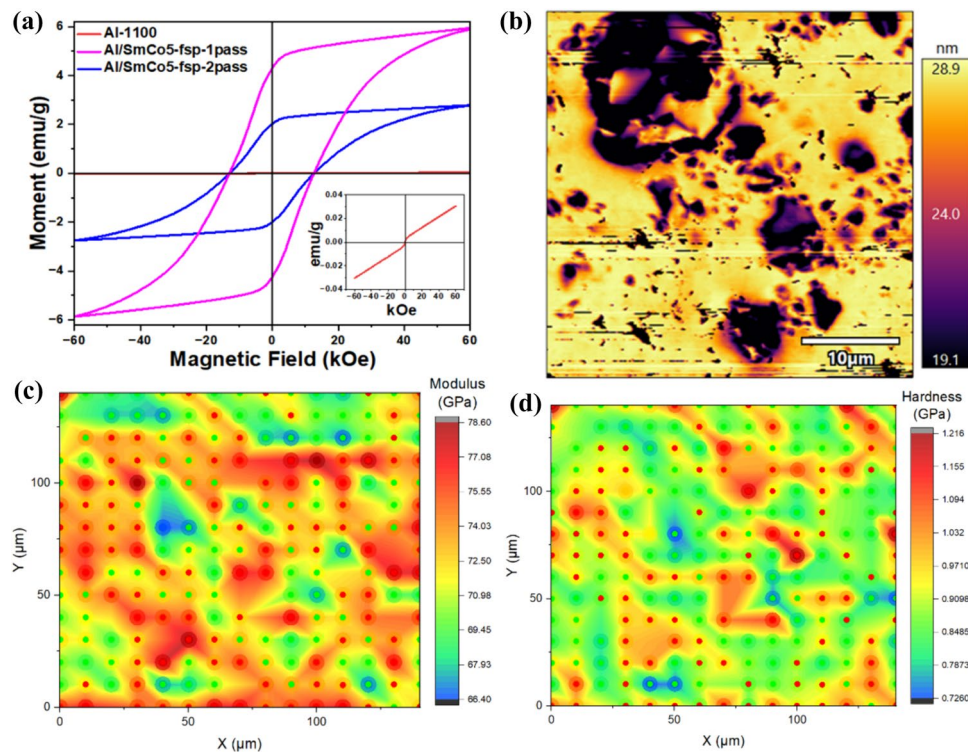 (a)
Al-1100
Al/SmCo5-fsp-1pass
Al/SmCo5-fsp-2pass
Moment (emu/g)
6
4
2
0
−2
−4
−6
−60 −40 −20 0 20 40 60
Magnetic Field (kOe)
emu/g
0.04
0.02
0.00
−0.02
−0.04
−60 −40 −20 0 20 40 60
kOe
(b)
10µm
nm
28.9
24.0
19.1
(c)
Modulus
(GPa)
78.60
77.08
75.55
74.03
72.50
70.98
69.45
67.93
66.40
Y (µm)
100
50
0
0 50 100
X (µm)
(d)
Hardness
(GPa)
1.216
1.155
1.094
1.032
0.9710
0.9098
0.8485
0.7873
0.7260
Y (µm)
100
50
0
0 50 100
X (µm)